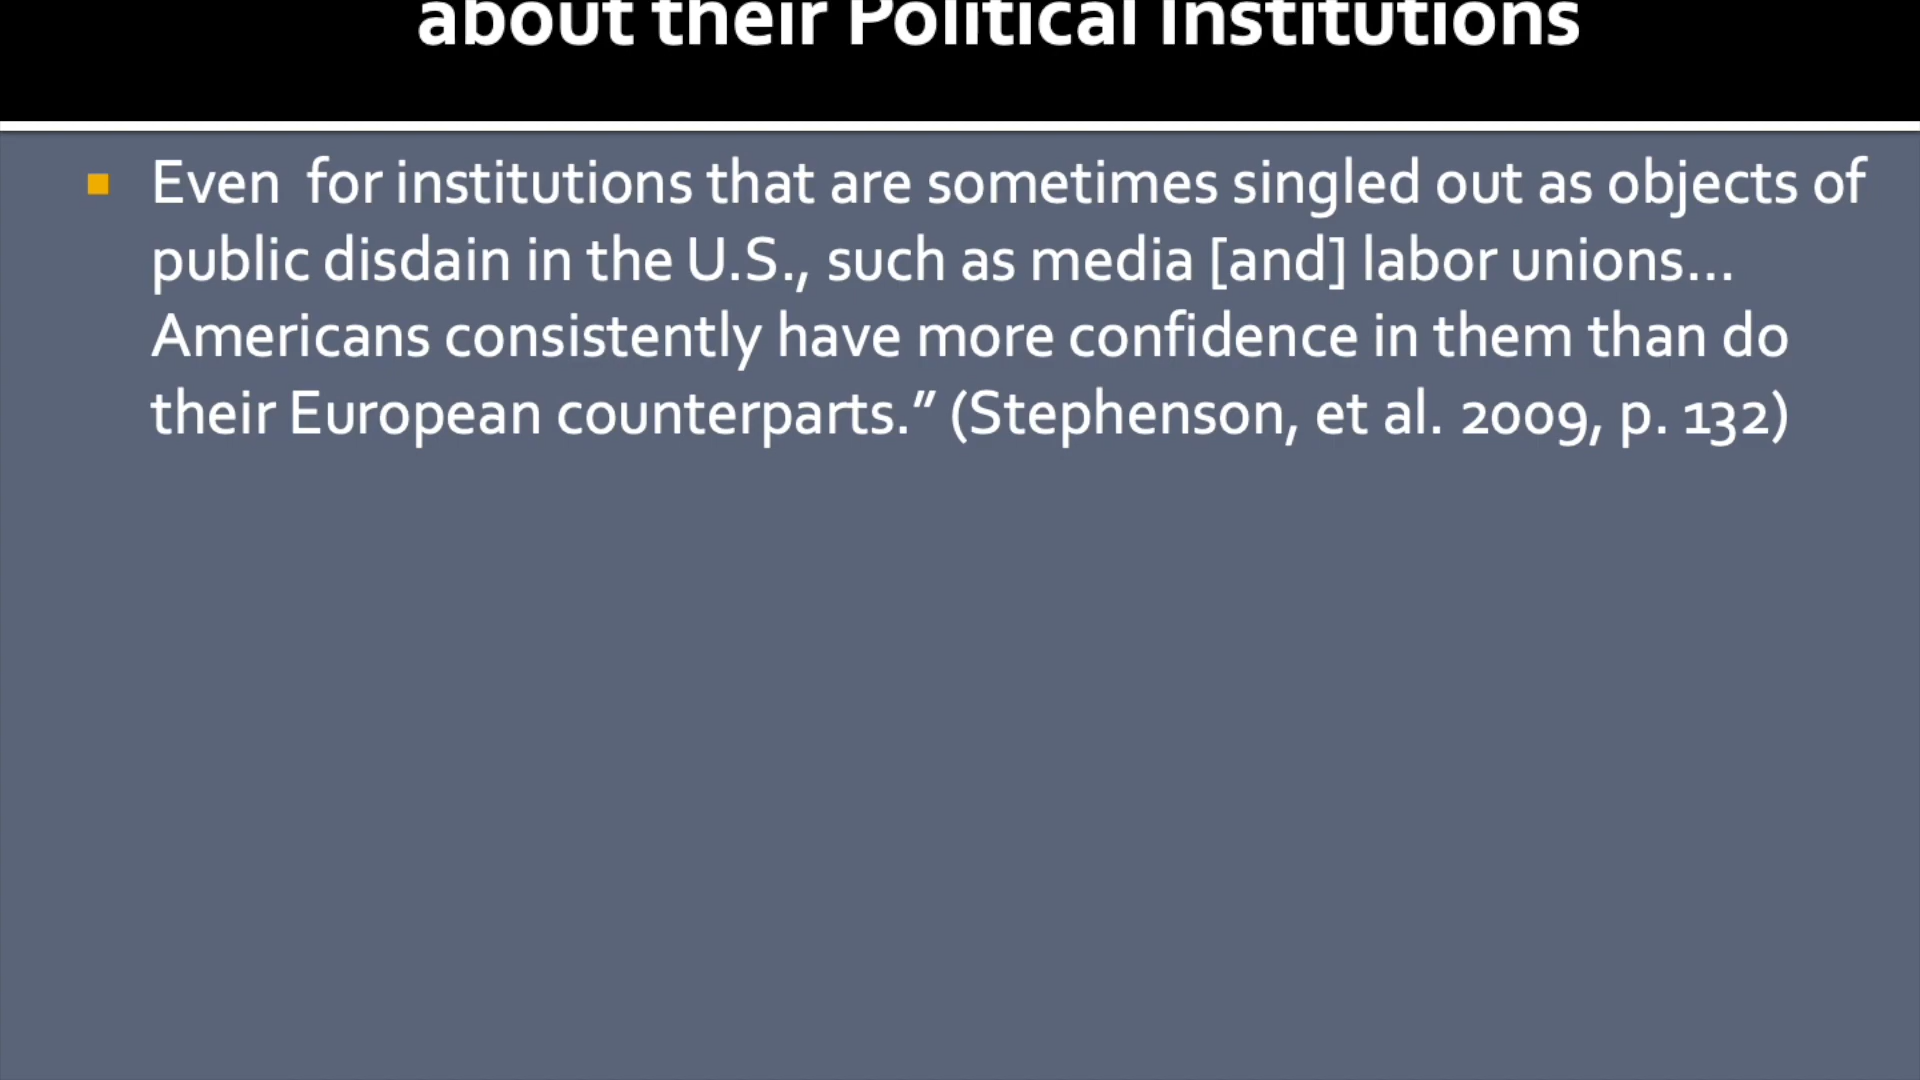 about their Political Institutions
Even for institutions that are sometimes singled out as objects of
public disdain in the U.S., such as media [and] labor unions…
Americans consistently have more confidence in them than do
their European counterparts.” (Stephenson, et al. 2009, p. 132)